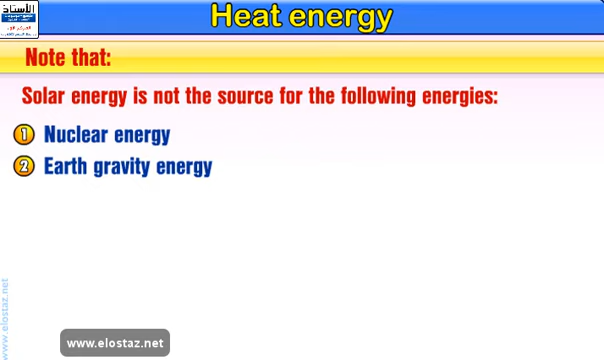 الأستاذ
Heat energy
Note that:
Solar energy is not the source for the following energies:
1 Nuclear energy
2 Earth gravity energy
www.elostaz.net
www.elostaz.net